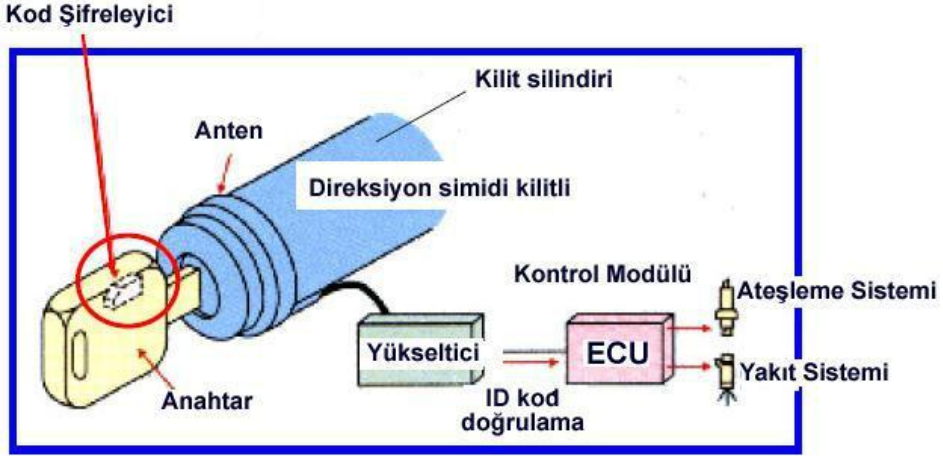 Kod Şifreleyici
Kilit silindiri
Anten
Direksiyon simidi kilitli
Kontrol Modülü
Ateşleme Sistemi
Yükseltici
ECU
Yakıt Sistemi
Anahtar
ID kod
doğrulama